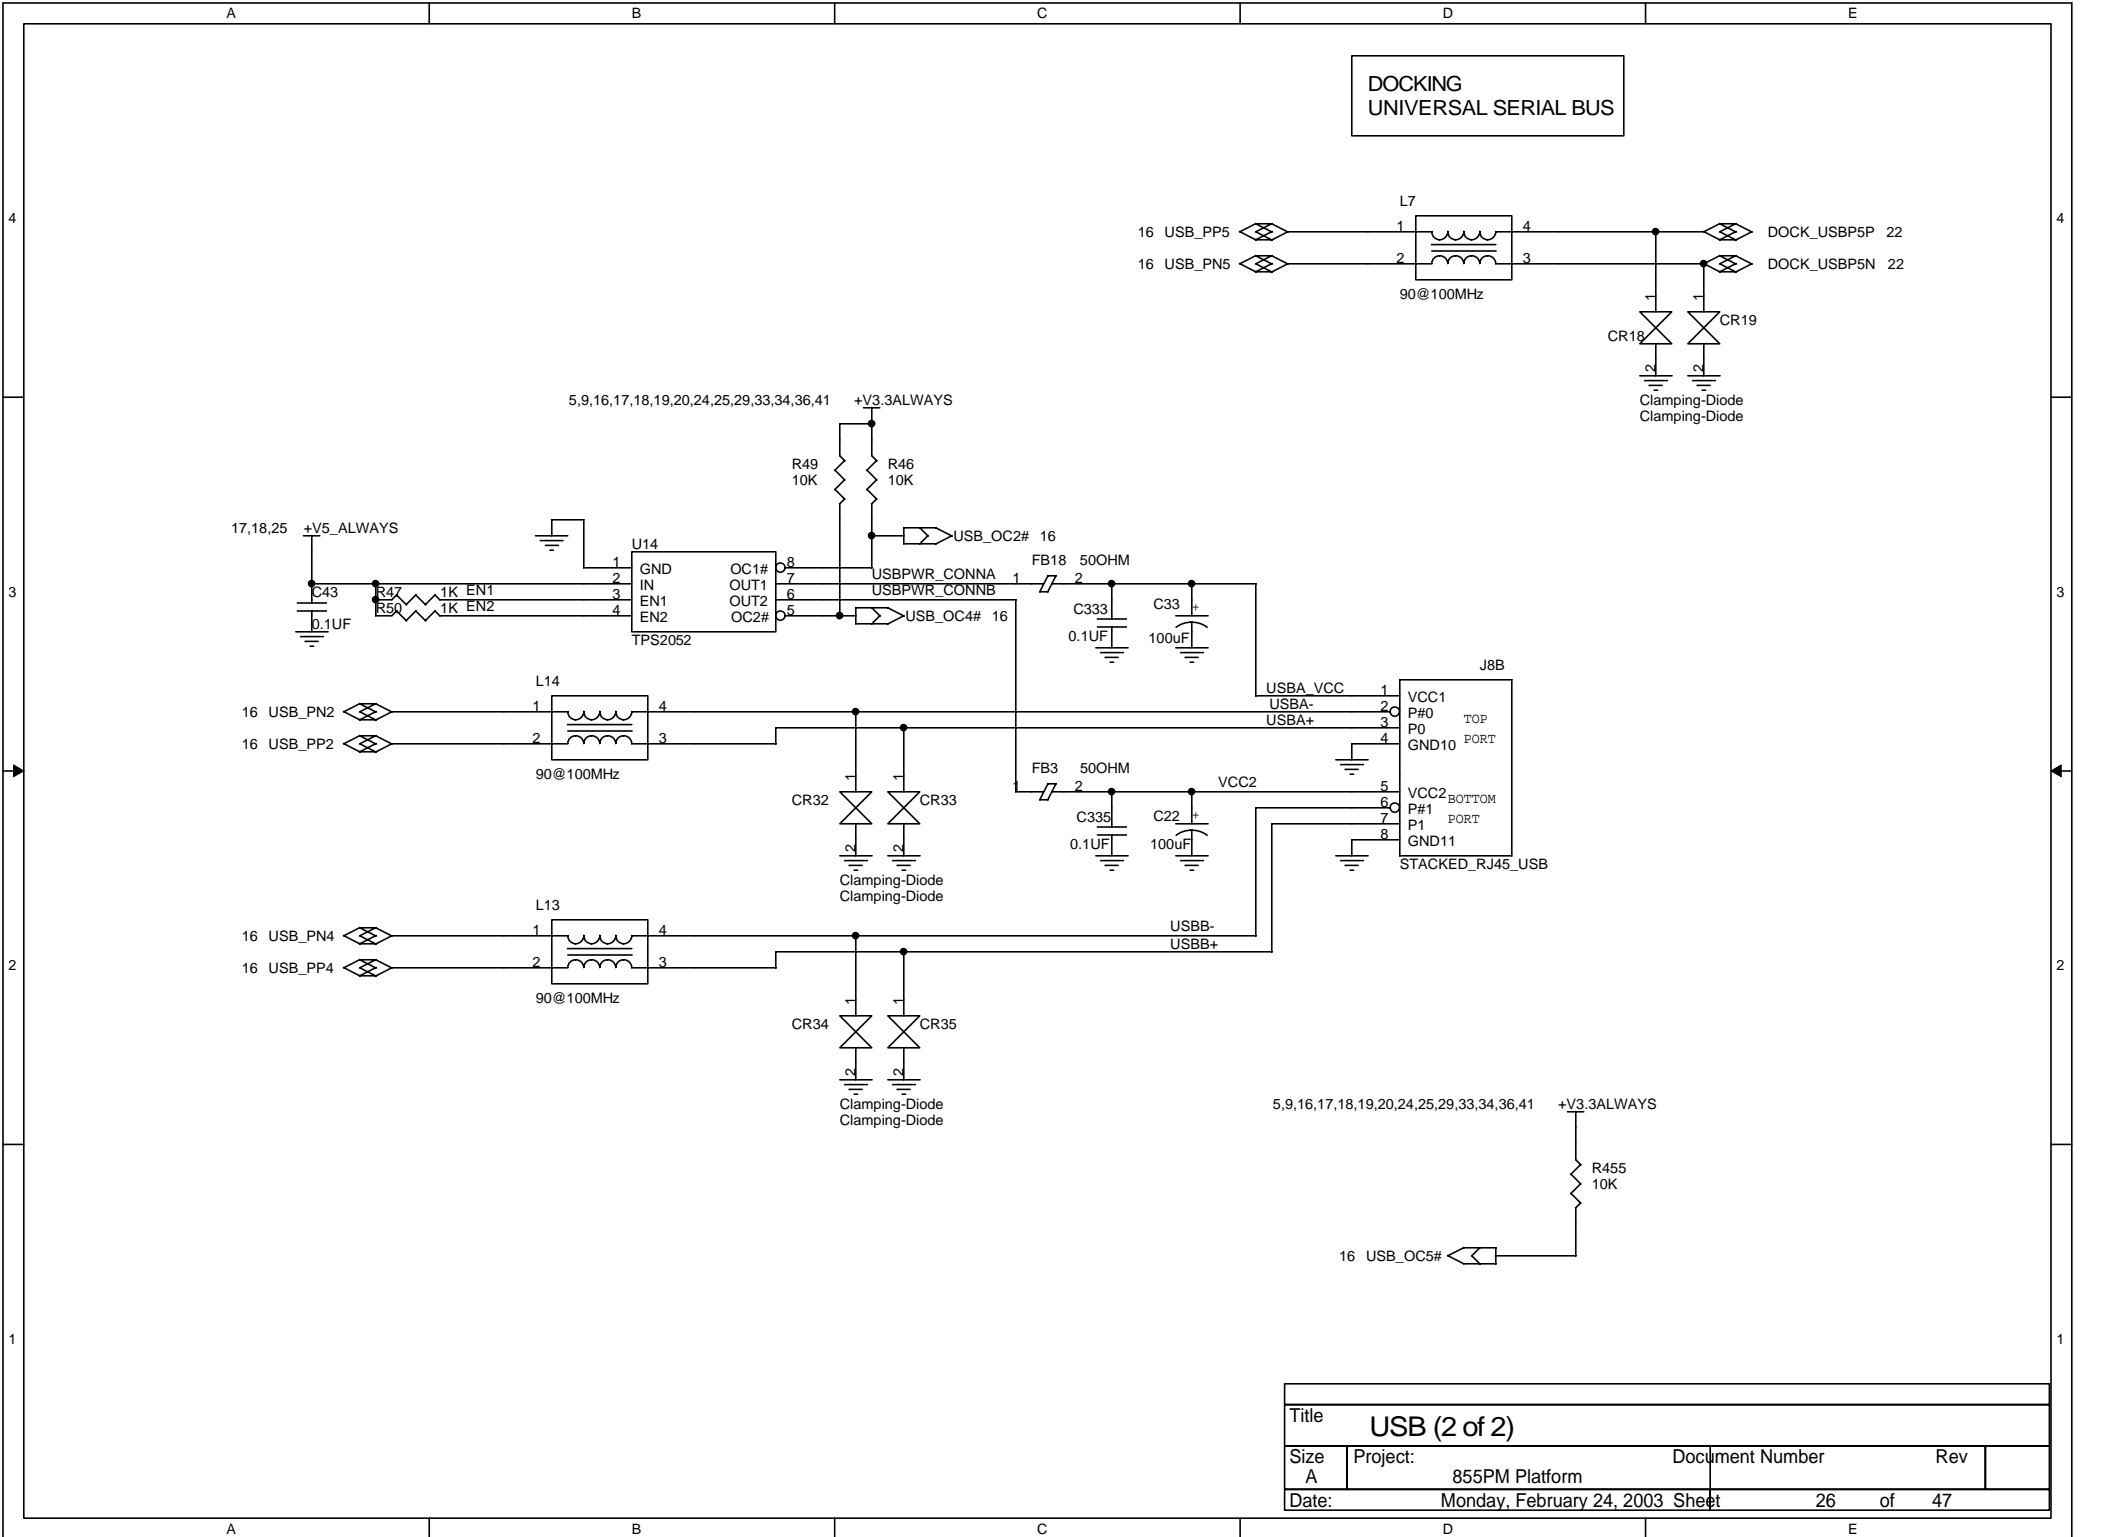 A B C D E
DOCKING
UNIVERSAL SERIAL BUS
4 4
L7
16 USB_PP5 1 4 DOCK_USBP5P 22
16 USB_PN5 2 3 DOCK_USBP5N 22
90@100MHz
1 1
CR18 CR19
2 2
Clamping-Diode
Clamping-Diode
5,9,16,17,18,19,20,24,25,29,33,34,36,41 +V3.3ALWAYS
R49 R46
10K 10K
17,18,25 +V5_ALWAYS
USB_OC2# 16
U14
1 GND OC1# 8
2 IN OUT1 7 USBPWR_CONNA 1 FB18 50OHM 2
R47 1K EN1 3 EN1 OUT2 6 USBPWR_CONNB
R50 1K EN2 4 EN2 OC2# 5 USB_OC4# 16
TPS2052
C43
0.1UF
3 3
C333 C33 +
0.1UF 100uF
J8B
L14
16 USB_PN2 1 4
16 USB_PP2 2 3
90@100MHz
USBA_VCC 1 VCC1
USBA- 2 P#0
USBA+ 3 P0
4 GND10
TOP
PORT
1 1
CR32 CR33
2 2
Clamping-Diode
Clamping-Diode
FB3 50OHM
1 2 VCC2 5 VCC2
6 P#1
7 P1
8 GND11
BOTTOM
PORT
STACKED_RJ45_USB
C335 C22 +
0.1UF 100uF
L13
16 USB_PN4 1 4 USBB-
16 USB_PP4 2 3 USBB+
90@100MHz
2 2
1 1
CR34 CR35
2 2
Clamping-Diode
Clamping-Diode
5,9,16,17,18,19,20,24,25,29,33,34,36,41 +V3.3ALWAYS
R455
10K
16 USB_OC5#
1 1
Title USB (2 of 2)
Size Project: Document Number Rev
A 855PM Platform
Date: Monday, February 24, 2003 Sheet 26 of 47
A B C D E